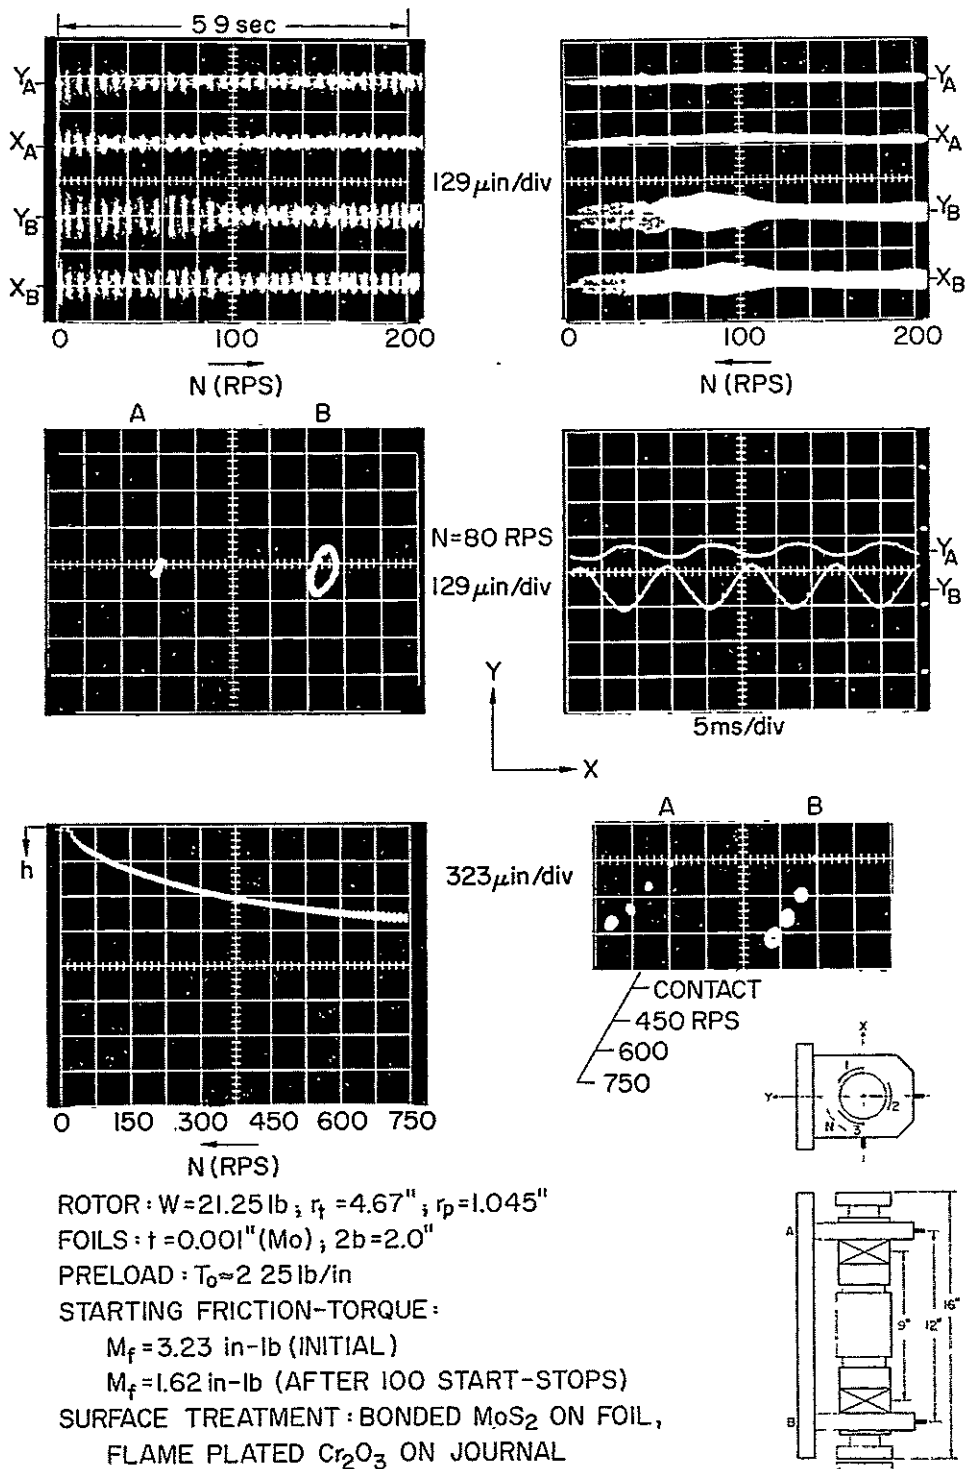 5 9 sec
Y_A
X_A
Y_B
X_B
129 μin/div
Y_A
X_A
Y_B
X_B
0 100 200
N (RPS)
0 100 200
N (RPS)
A B
N=80 RPS
129 μin/div
Y_A
Y_B
5ms/div
Y
X
h
323 μin/div
A B
CONTACT
450 RPS
600
750
0 150 300 450 600 750
N (RPS)
X
Y
1
2
3
N
A
B
9"
12"
16"
ROTOR : W = 21.25 lb ; r_t = 4.67" ; r_p = 1.045"
FOILS : t = 0.001" (Mo) ; 2b = 2.0"
PRELOAD : T_o ≈ 2 25 lb/in
STARTING FRICTION-TORQUE :
M_f = 3.23 in-lb (INITIAL)
M_f = 1.62 in-lb (AFTER 100 START-STOPS)
SURFACE TREATMENT : BONDED MoS_2 ON FOIL,
FLAME PLATED Cr_2O_3 ON JOURNAL